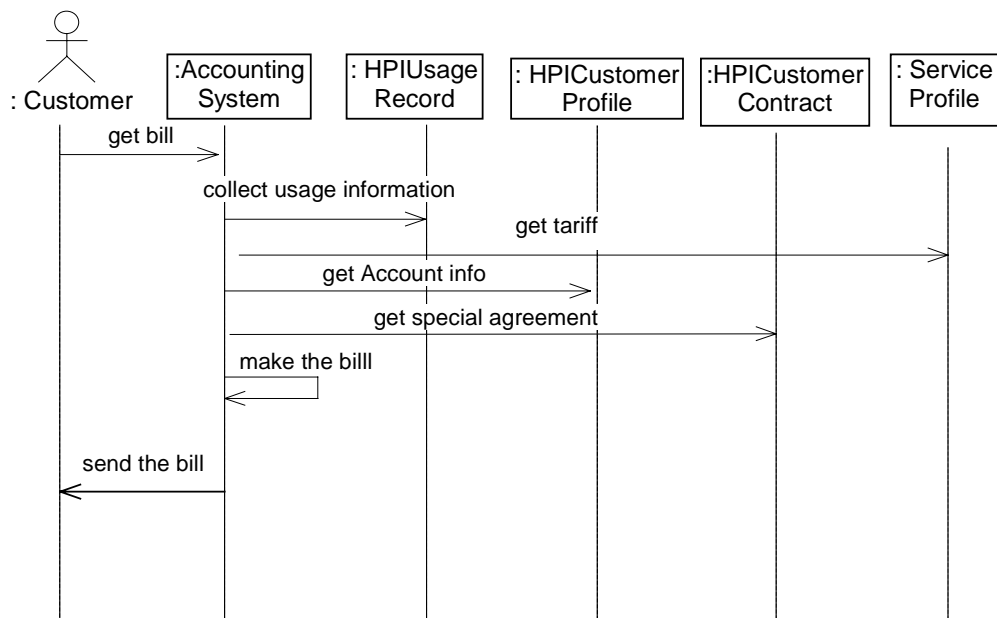 : Customer
:Accounting
System
: HPIUsage
Record
: HPICustomer
Profile
:HPICustomer
Contract
: Service
Profile
get bill
collect usage information
get tariff
get Account info
get special agreement
make the billl
send the bill